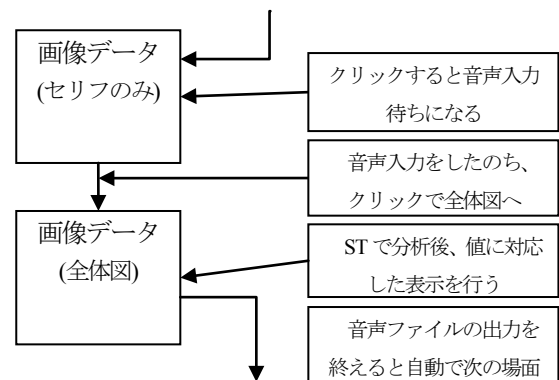 画像データ
(セリフのみ)
クリックすると音声入力
待ちになる
音声入力をしたのち、
クリックで全体図へ
画像データ
(全体図)
ST で分析後、値に対応
した表示を行う
音声ファイルの出力を
終えると自動で次の場面